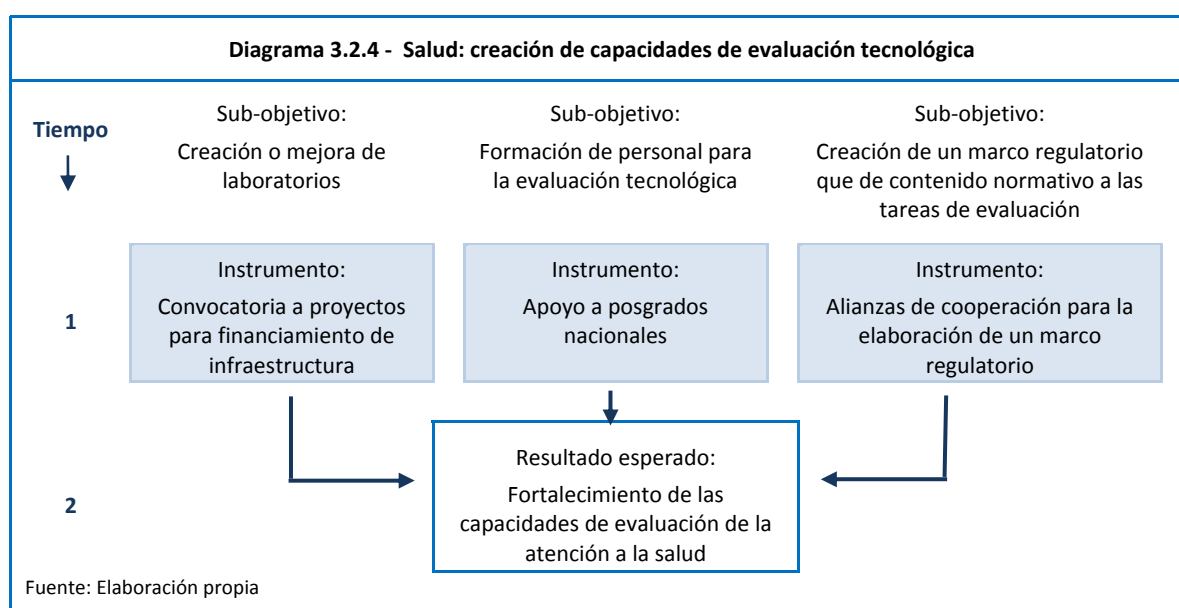 Diagrama 3.2.4 - Salud: creación de capacidades de evaluación tecnológica
Tiempo
Sub-objetivo:
Creación o mejora de
laboratorios
Sub-objetivo:
Formación de personal para
la evaluación tecnológica
Sub-objetivo:
Creación de un marco regulatorio
que de contenido normativo a las
tareas de evaluación
1
Instrumento:
Convocatoria a proyectos
para financiamiento de
infraestructura
Instrumento:
Apoyo a posgrados
nacionales
Instrumento:
Alianzas de cooperación para la
elaboración de un marco
regulatorio
2
Resultado esperado:
Fortalecimiento de las
capacidades de evaluación de la
atención a la salud
Fuente: Elaboración propia